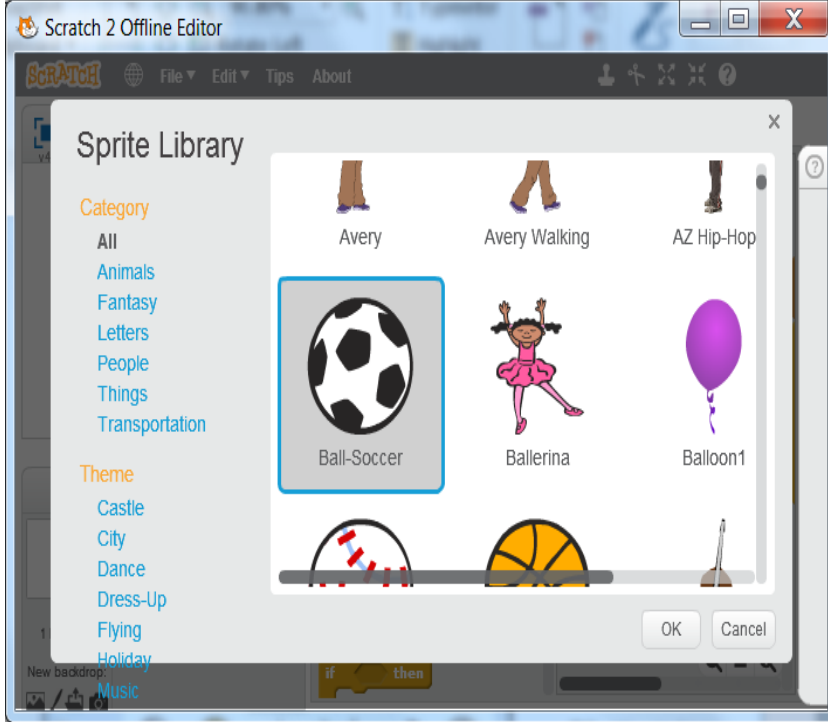 Scratch 2 Offline Editor
SCRATCH File Edit Tips About
Sprite Library
Category
All
Animals
Fantasy
Letters
People
Things
Transportation
Theme
Castle
City
Dance
Dress-Up
Flying
Holiday
Music
Avery Avery Walking AZ Hip-Hop
Ball-Soccer Ballerina Balloon1
OK Cancel
New backdrop:
if then